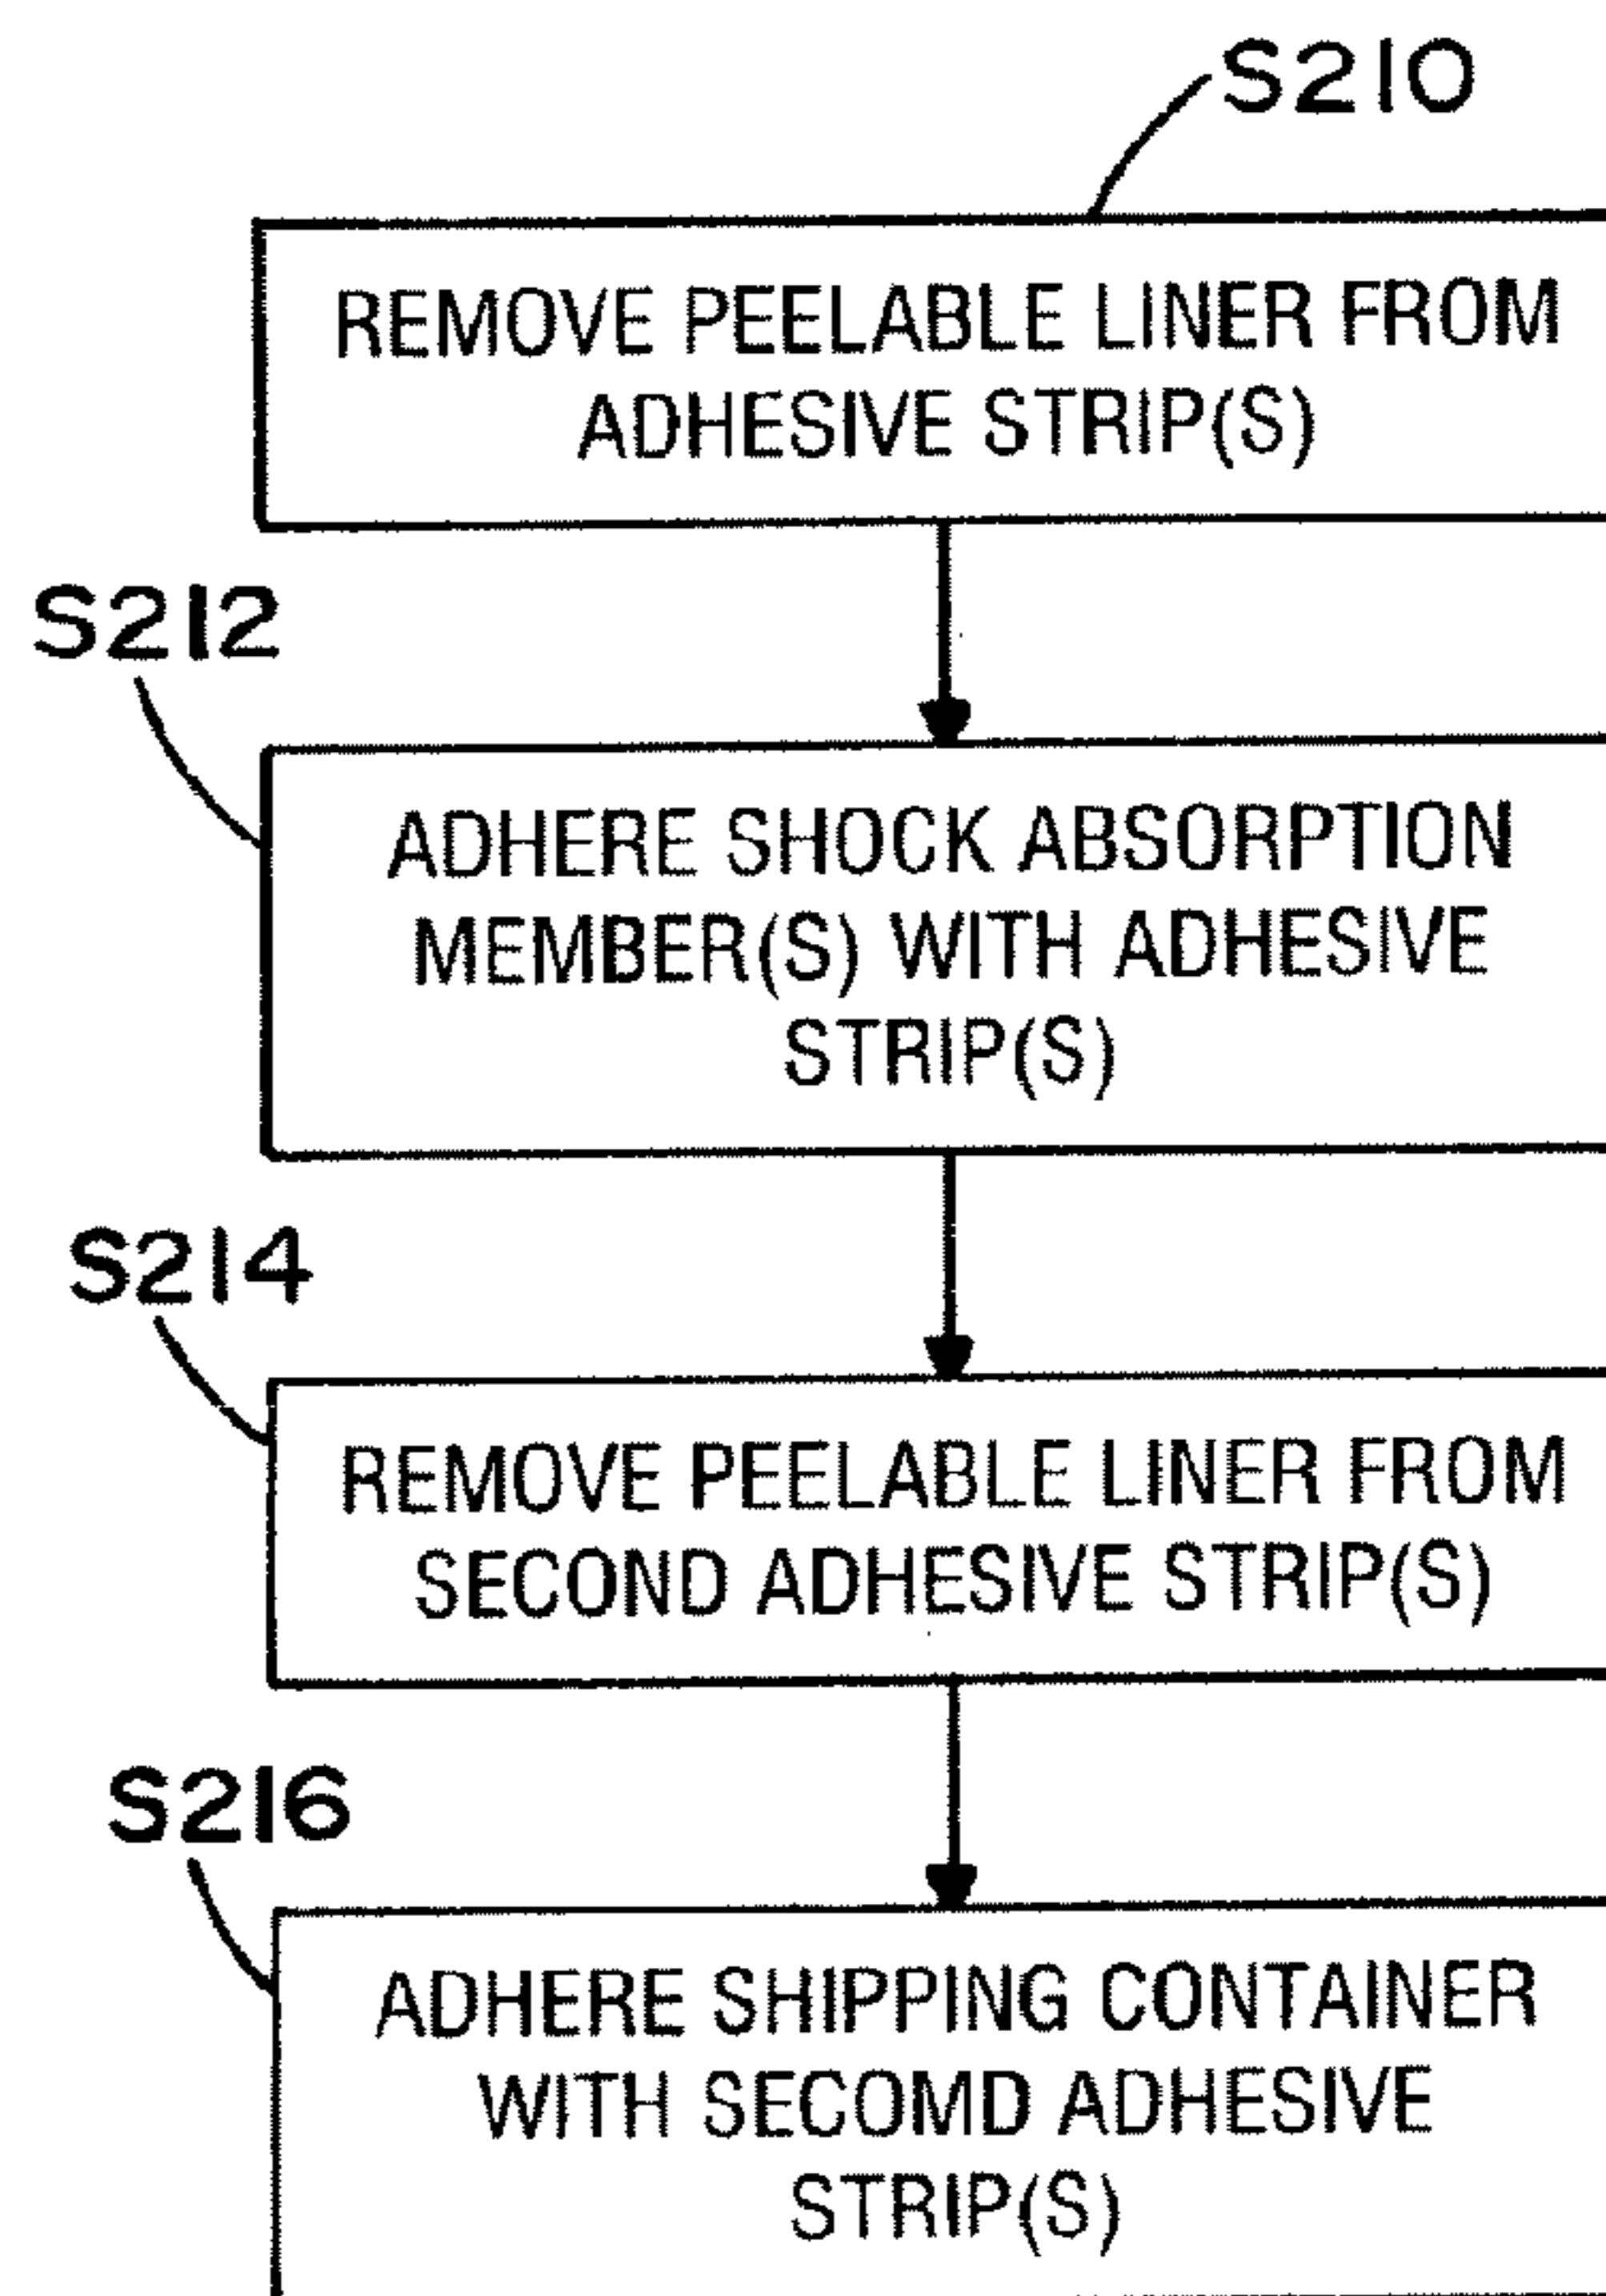 S210
REMOVE PEELABLE LINER FROM
ADHESIVE STRIP(S)
S212
ADHERE SHOCK ABSORPTION
MEMBER(S) WITH ADHESIVE
STRIP(S)
S214
REMOVE PEELABLE LINER FROM
SECOND ADHESIVE STRIP(S)
S216
ADHERE SHIPPING CONTAINER
WITH SECOMD ADHESIVE
STRIP(S)